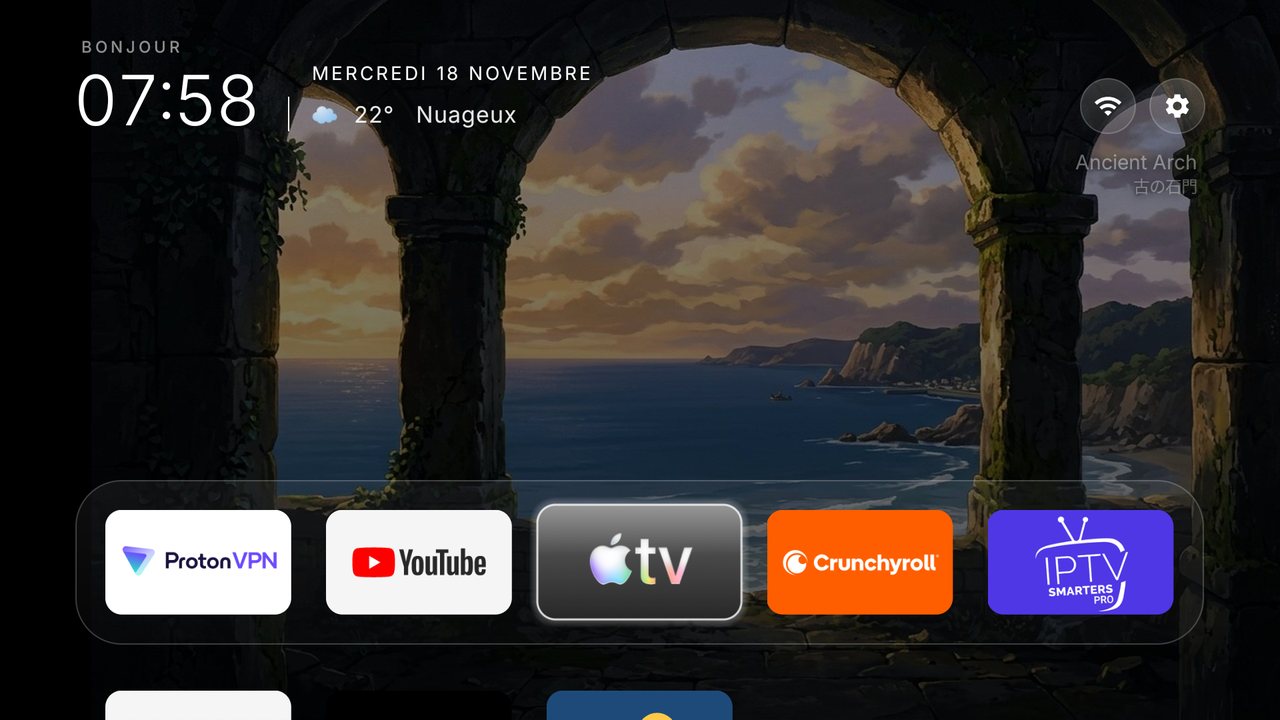 BONJOUR
07:58
MERCREDI 18 NOVEMBRE
22° Nuageux
Ancient Arch
古の石門
ProtonVPN
YouTube
tv
Crunchyroll
IPTV
SMARTERS
PRO